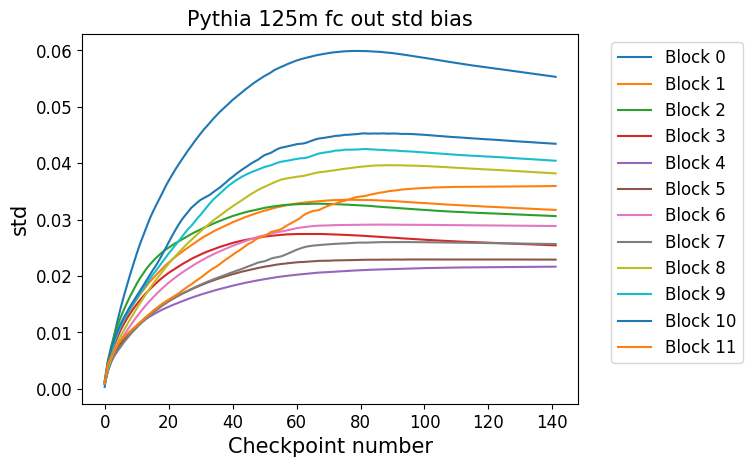 Pythia 125m fc out std bias
0.06
0.05
0.04
0.03
0.02
0.01
0.00
std
0 20 40 60 80 100 120 140
Checkpoint number
Block 0
Block 1
Block 2
Block 3
Block 4
Block 5
Block 6
Block 7
Block 8
Block 9
Block 10
Block 11